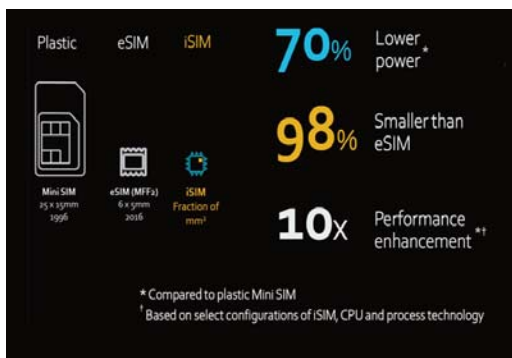 Plastic eSIM iSIM
Mini SIM
25 x 15mm
1996
eSIM (MFF2)
6 x 5mm
2016
iSIM
Fraction of
mm²
70% Lower
power*
98% Smaller than
eSIM
10X Performance
enhancement*†
* Compared to plastic Mini SIM
† Based on select configurations of iSIM, CPU and process technology